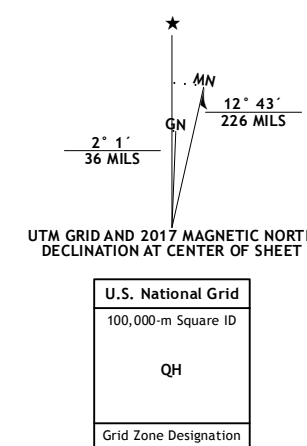 ★
MN
GN
12° 43´
226 MILS
2° 1´
36 MILS
UTM GRID AND 2017 MAGNETIC NORT
DECLINATION AT CENTER OF SHEET
U.S. National Grid
100,000-m Square ID
QH
Grid Zone Designation